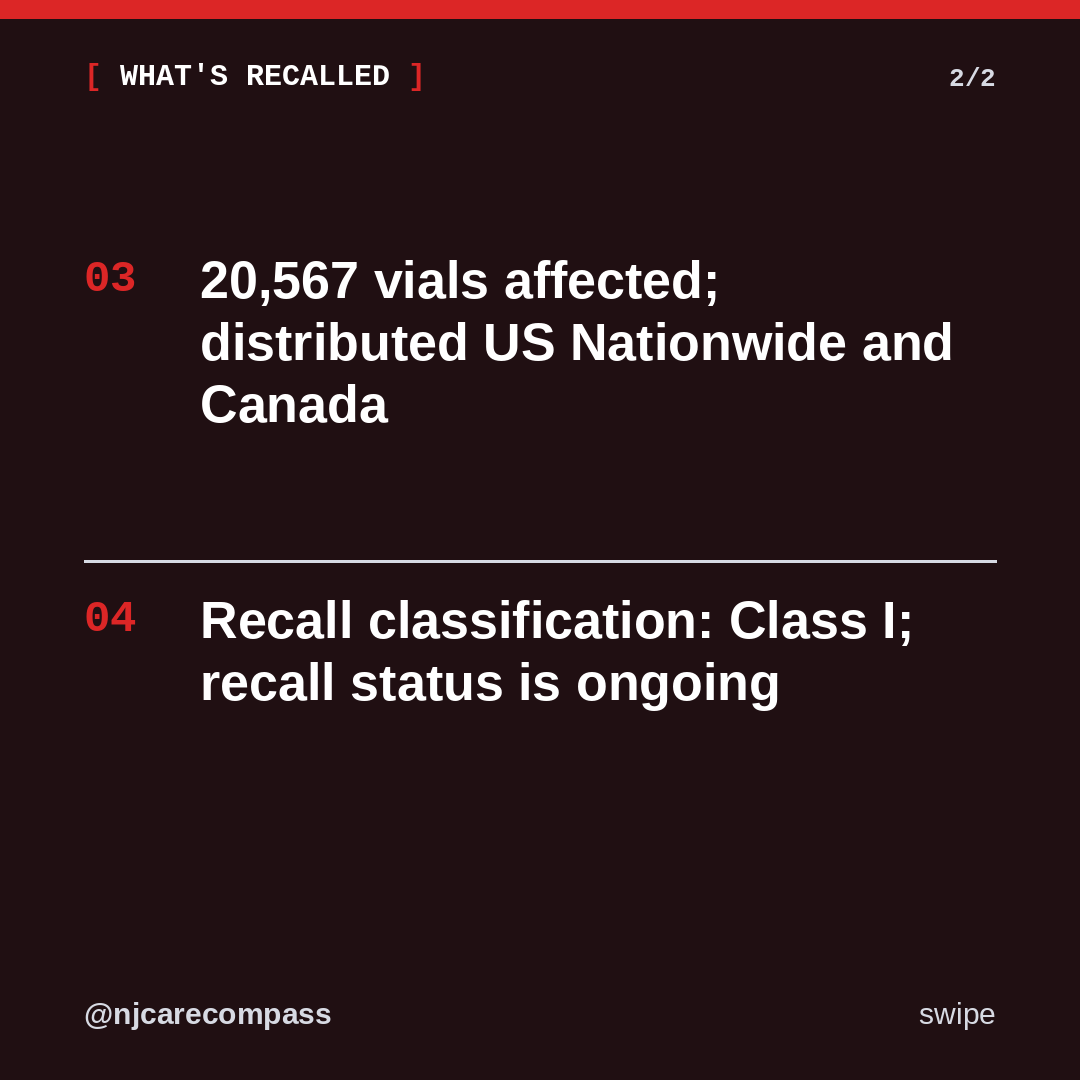 [ WHAT'S RECALLED ]
2/2
03
20,567 vials affected;
distributed US Nationwide and
Canada
04
Recall classification: Class I;
recall status is ongoing
@njcarecompass
swipe